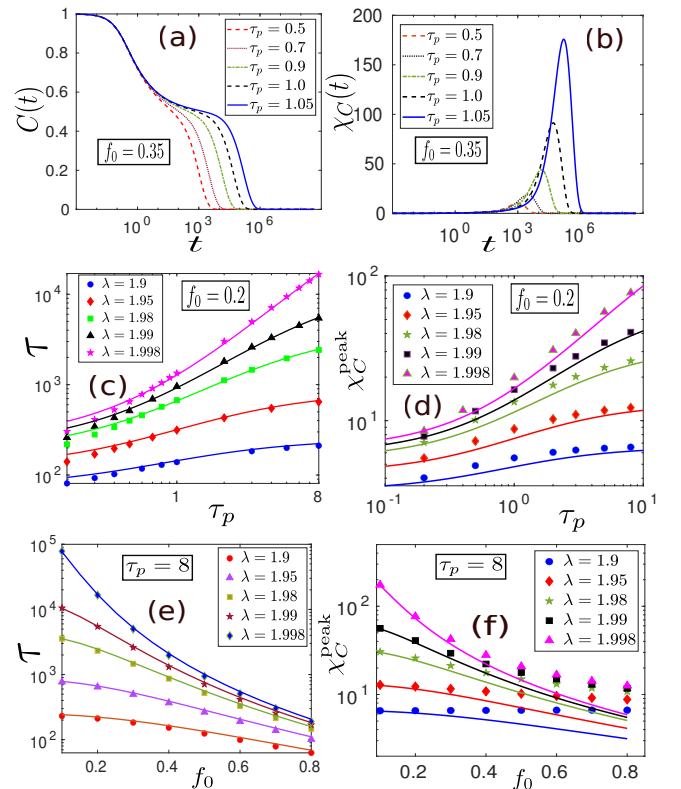 (a)
τp = 0.5
τp = 0.7
τp = 0.9
τp = 1.0
τp = 1.05
f0 = 0.35
C(t)
1
0.8
0.6
0.4
0.2
0
10^0
10^3
10^6
t
(b)
τp = 0.5
τp = 0.7
τp = 0.9
τp = 1.0
τp = 1.05
f0 = 0.35
χC(t)
200
150
100
50
0
10^0
10^3
10^6
t
(c)
λ = 1.9
λ = 1.95
λ = 1.98
λ = 1.99
λ = 1.998
f0 = 0.2
τ
10^4
10^3
10^2
1
8
τp
(d)
λ = 1.9
λ = 1.95
λ = 1.98
λ = 1.99
λ = 1.998
f0 = 0.2
χC^peak
10^2
10^1
10^-1
10^0
10^1
τp
(e)
τp = 8
λ = 1.9
λ = 1.95
λ = 1.98
λ = 1.99
λ = 1.998
τ
10^5
10^4
10^3
10^2
0.2
0.4
0.6
0.8
f0
(f)
τp = 8
λ = 1.9
λ = 1.95
λ = 1.98
λ = 1.99
λ = 1.998
χC^peak
10^2
10^1
0.2
0.4
0.6
0.8
f0